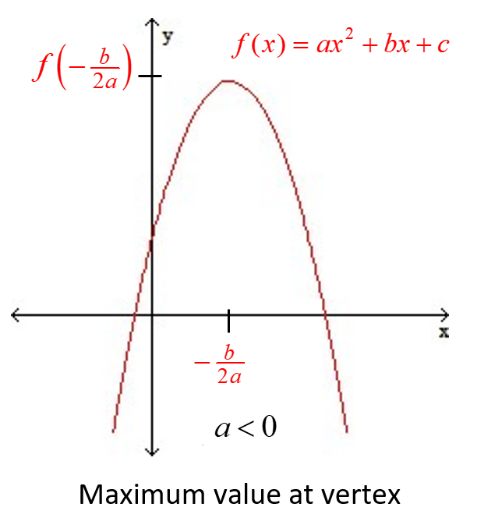 y
f(x) = ax² + bx + c
f(−b/2a)
x
−b/2a
a < 0
Maximum value at vertex